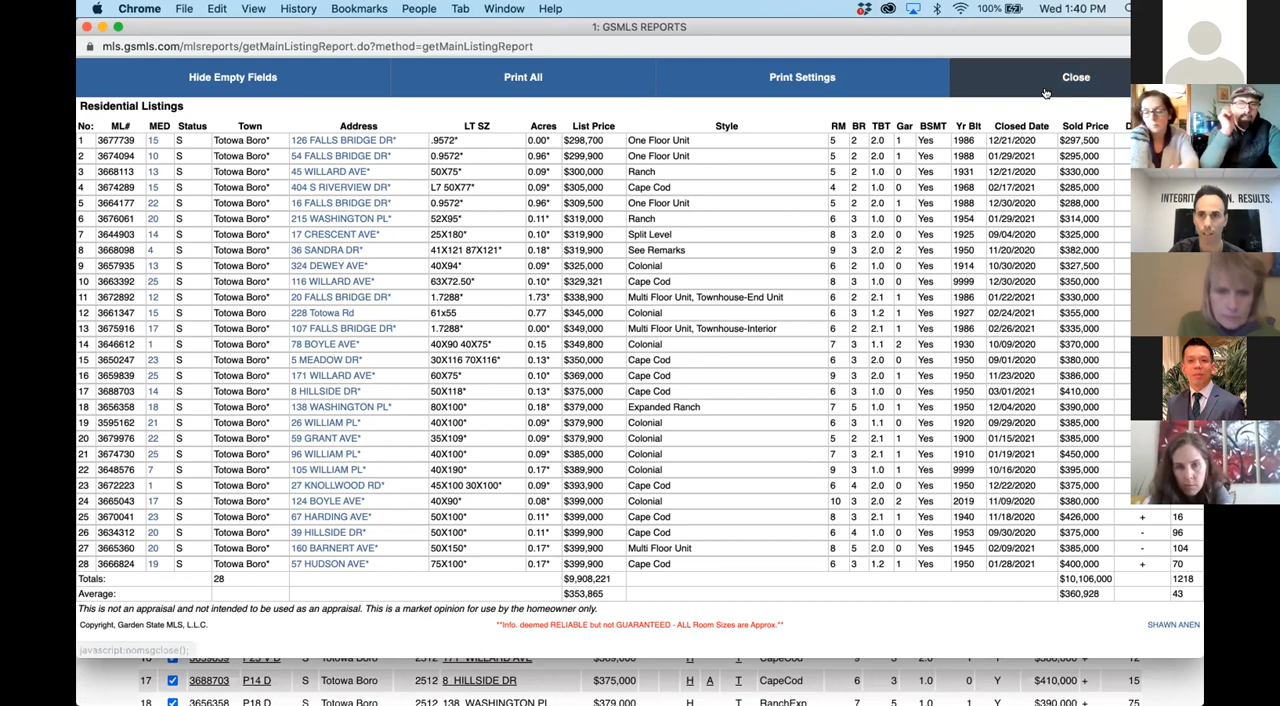 Chrome File Edit View History Bookmarks People Tab Window Help 100% Wed 1:40 PM
1: GSMLS REPORTS
mls.gsmls.com/mlsreports/getMainListingReport.do?method=getMainListingReport
Hide Empty Fields Print All Print Settings Close
Residential Listings
No: ML# MED Status Town Address LT SZ Acres List Price Style RM BR TBT Gar BSMT Yr Blt Closed Date Sold Price D
1 3677739 15 S Totowa Boro* 126 FALLS BRIDGE DR* .9572* 0.00* $298,700 One Floor Unit 5 2 2.0 1 Yes 1986 12/21/2020 $297,500
2 3674094 10 S Totowa Boro* 54 FALLS BRIDGE DR* 0.9572* 0.96* $299,900 One Floor Unit 5 2 2.0 1 Yes 1988 01/29/2021 $295,000
3 3668113 13 S Totowa Boro* 45 WILLARD AVE* 50X75* 0.09* $300,000 Ranch 5 2 1.0 0 Yes 1931 12/21/2020 $330,000
4 3674289 15 S Totowa Boro* 404 S RIVERVIEW DR* L7 50X77* 0.09* $305,000 Cape Cod 4 2 1.0 0 Yes 1968 02/17/2021 $285,000
5 3664177 22 S Totowa Boro* 16 FALLS BRIDGE DR* 0.9572* 0.96* $309,500 One Floor Unit 5 2 2.0 1 Yes 1988 12/30/2020 $288,000
6 3676061 20 S Totowa Boro* 215 WASHINGTON PL* 52X95* 0.11* $319,000 Ranch 6 3 1.0 0 Yes 1954 01/29/2021 $314,000
7 3644903 14 S Totowa Boro* 17 CRESCENT AVE* 25X180* 0.10* $319,900 Split Level 8 3 2.0 0 Yes 1925 09/04/2020 $325,000
8 3668098 4 S Totowa Boro* 36 SANDRA DR* 41X121 87X121* 0.18* $319,900 See Remarks 9 3 2.0 2 Yes 1950 11/20/2020 $382,000
9 3657935 13 S Totowa Boro* 324 DEWEY AVE* 40X94* 0.09* $325,000 Colonial 6 2 1.0 0 Yes 1914 10/30/2020 $327,500
10 3663392 25 S Totowa Boro* 116 WILLARD AVE* 63X72.50* 0.10* $329,321 Cape Cod 8 3 1.0 0 Yes 9999 12/30/2020 $350,000
11 3672892 12 S Totowa Boro* 20 FALLS BRIDGE DR* 1.7288* 1.73* $338,900 Multi Floor Unit, Townhouse-End Unit 6 2 2.1 1 Yes 1986 01/22/2021 $330,000
12 3661347 15 S Totowa Boro 228 Totowa Rd 61x55 0.77 $345,000 Colonial 6 3 1.2 1 Yes 1927 02/24/2021 $355,000
13 3675916 17 S Totowa Boro* 107 FALLS BRIDGE DR* 1.7288* 0.00* $349,000 Multi Floor Unit, Townhouse-Interior 6 2 2.1 1 Yes 1986 02/26/2021 $335,000
14 3646612 1 S Totowa Boro* 78 BOYLE AVE* 40X90 40X75* 0.15 $349,800 Colonial 7 3 1.1 2 Yes 1930 10/09/2020 $370,000
15 3650247 23 S Totowa Boro* 5 MEADOW DR* 30X116 70X116* 0.13* $350,000 Cape Cod 6 3 2.0 0 Yes 1950 09/01/2020 $380,000
16 3659839 25 S Totowa Boro* 171 WILLARD AVE* 60X75* 0.10* $369,000 Cape Cod 9 3 2.0 0 Yes 1950 11/23/2020 $386,000
17 3688703 14 S Totowa Boro* 8 HILLSIDE DR* 50X118* 0.13* $375,000 Cape Cod 6 3 1.0 0 Yes 1950 03/01/2021 $410,000
18 3656358 18 S Totowa Boro* 138 WASHINGTON PL* 80X100* 0.18* $379,000 Expanded Ranch 7 5 1.0 1 Yes 1950 12/04/2020 $390,000
19 3595162 21 S Totowa Boro* 26 WILLIAM PL* 40X100* 0.09* $379,900 Colonial 6 3 1.1 0 Yes 1920 09/29/2020 $385,000
20 3679976 22 S Totowa Boro* 59 GRANT AVE* 35X109* 0.09* $379,900 Colonial 5 2 2.1 0 Yes 1900 01/15/2021 $385,000
21 3674730 25 S Totowa Boro* 96 WILLIAM PL* 40X100* 0.09* $385,000 Colonial 7 3 2.1 0 Yes 1910 01/19/2021 $450,000
22 3648576 7 S Totowa Boro* 105 WILLIAM PL* 40X190* 0.17* $389,900 Colonial 9 3 1.0 1 Yes 9999 10/16/2020 $395,000
23 3672223 1 S Totowa Boro* 27 KNOLLWOOD RD* 45X100 30X100* 0.17* $393,900 Cape Cod 6 4 2.0 1 Yes 1950 12/22/2020 $375,000
24 3665043 17 S Totowa Boro* 124 BOYLE AVE* 40X90* 0.08* $399,000 Colonial 10 3 2.0 2 Yes 2019 11/09/2020 $380,000
25 3670041 23 S Totowa Boro* 67 HARDING AVE* 50X100* 0.11* $399,000 Cape Cod 8 3 2.1 0 Yes 1940 11/18/2020 $426,000 + 16
26 3634312 20 S Totowa Boro* 39 HILLSIDE DR* 50X100* 0.11* $399,900 Cape Cod 6 4 1.0 0 Yes 1953 09/30/2020 $375,000 - 96
27 3665360 20 S Totowa Boro* 160 BARNERT AVE* 50X150* 0.17* $399,900 Multi Floor Unit 8 5 2.0 0 Yes 1945 02/09/2021 $385,000 - 104
28 3666824 19 S Totowa Boro* 57 HUDSON AVE* 75X100* 0.17* $399,900 Cape Cod 6 3 1.2 1 Yes 1950 01/28/2021 $400,000 + 70
Totals: 28 $9,908,221 $10,106,000 1218
Average: $353,865 $360,928 43
This is not an appraisal and not intended to be used as an appraisal. This is a market opinion for use by the homeowner only.
Copyright, Garden State MLS, L.L.C. **Info. deemed RELIABLE but not GUARANTEED - ALL Room Sizes are Approx.** SHAWN ANEN
javascript:nomsgclose();
17 3688703 P14 D S Totowa Boro 2512 8 HILLSIDE DR $375,000 H A T CapeCod 6 3 1.0 0 Y $410,000 + 15
18 3656358 P18 D S Totowa Boro 2512 138 WASHINGTON PL $379,000 H T RanchExp 7 5 1.0 1 Y $390,000 + 75
INTEGRIT N. RESULTS.